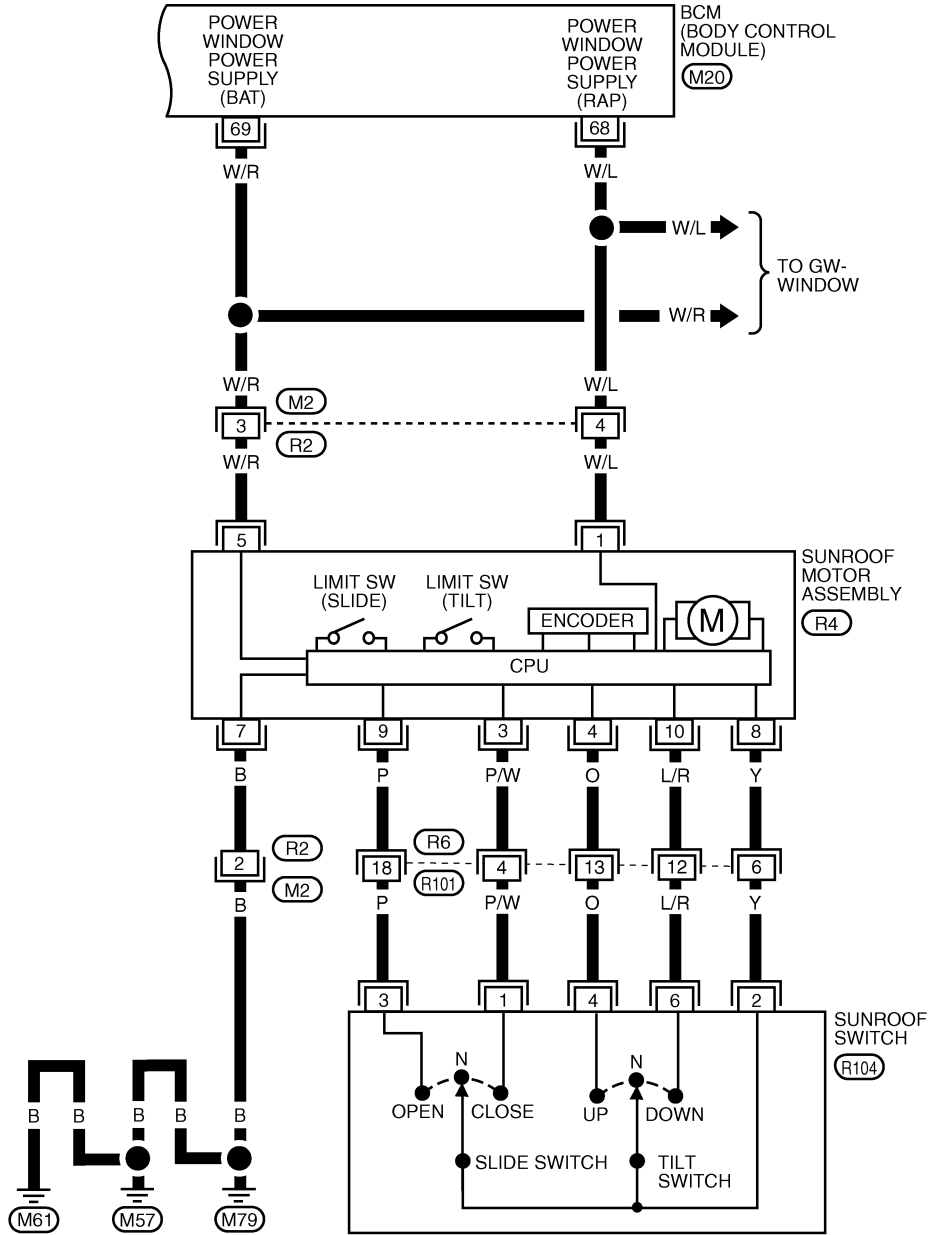 POWER
WINDOW
POWER
SUPPLY
(BAT)
POWER
WINDOW
POWER
SUPPLY
(RAP)
BCM
(BODY CONTROL
MODULE)
M20
69
68
W/R
W/L
W/L
TO GW-
WINDOW
W/R
W/R
W/L
M2
3
4
R2
W/R
W/L
5
1
SUNROOF
MOTOR
ASSEMBLY
R4
LIMIT SW
(SLIDE)
LIMIT SW
(TILT)
ENCODER
M
CPU
7
9
3
4
10
8
B
P
P/W
O
L/R
Y
R2
R6
2
18
4
13
12
6
M2
R101
B
P
P/W
O
L/R
Y
3
1
4
6
2
SUNROOF
SWITCH
R104
N
N
OPEN
CLOSE
UP
DOWN
B
B
B
B
B
SLIDE SWITCH
TILT
SWITCH
M61
M57
M79